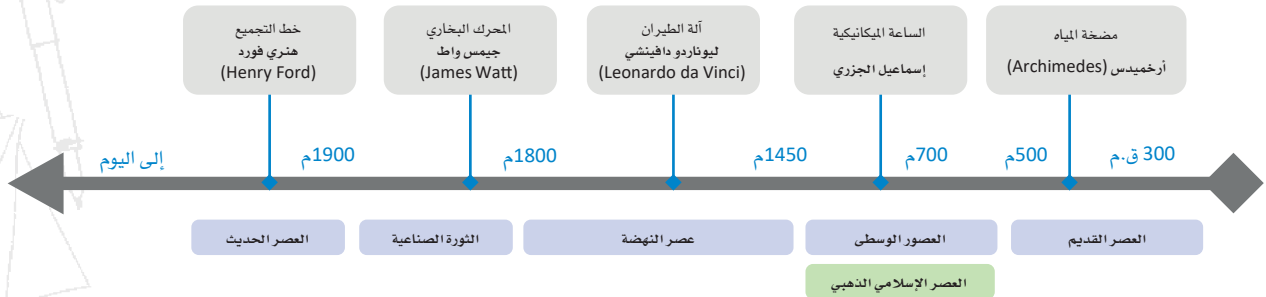 مضخة المياه
أرخميدس (Archimedes)
الساعة الميكانيكية
إسماعيل الجزري
آلة الطيران
ليوناردو دافينشي
(Leonardo da Vinci)
المحرك البخاري
جيمس واط
(James Watt)
خط التجميع
هنري فورد
(Henry Ford)
300 ق.م
500م
700م
1450م
1800م
1900م
إلى اليوم
العصر القديم
العصور الوسطى
عصر النهضة
الثورة الصناعية
العصر الحديث
العصر الإسلامي الذهبي